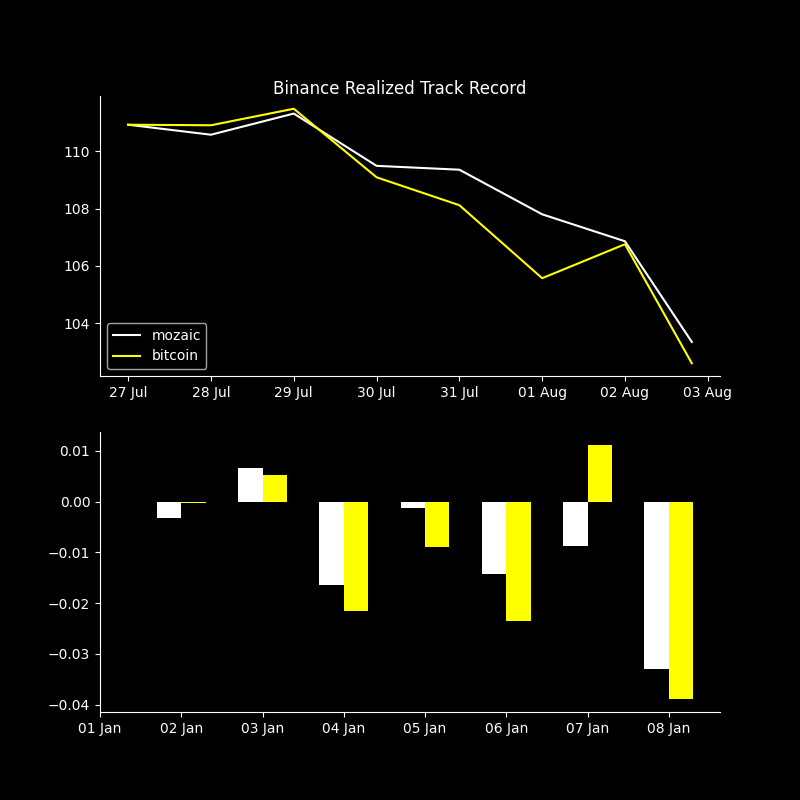 Binance Realized Track Record
110
108
106
104
mozaic
bitcoin
27 Jul 28 Jul 29 Jul 30 Jul 31 Jul 01 Aug 02 Aug 03 Aug
0.01
0.00
−0.01
−0.02
−0.03
−0.04
01 Jan 02 Jan 03 Jan 04 Jan 05 Jan 06 Jan 07 Jan 08 Jan